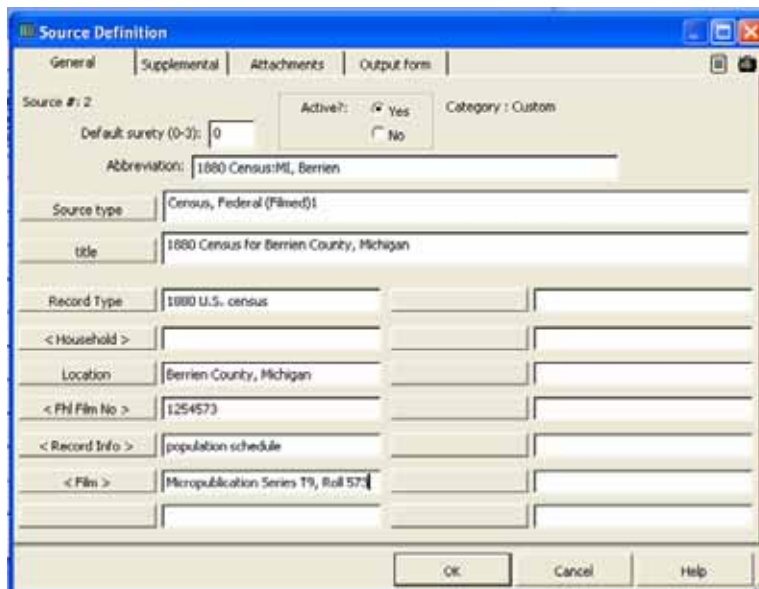 Source Definition
General Supplemental Attachments Output form
Source #: 2
Active?: Yes Category : Custom
Default surety (0-3): 0 No
Abbreviation: 1880 Census:MI, Berrien
Source type Census, Federal (Filmed)1
title 1880 Census for Berrien County, Michigan
Record Type 1880 U.S. census
< Household >
Location Berrien County, Michigan
< Fhl Film No > 1254573
< Record Info > population schedule
< Film > Micropublication Series T9, Roll 573
OK Cancel Help